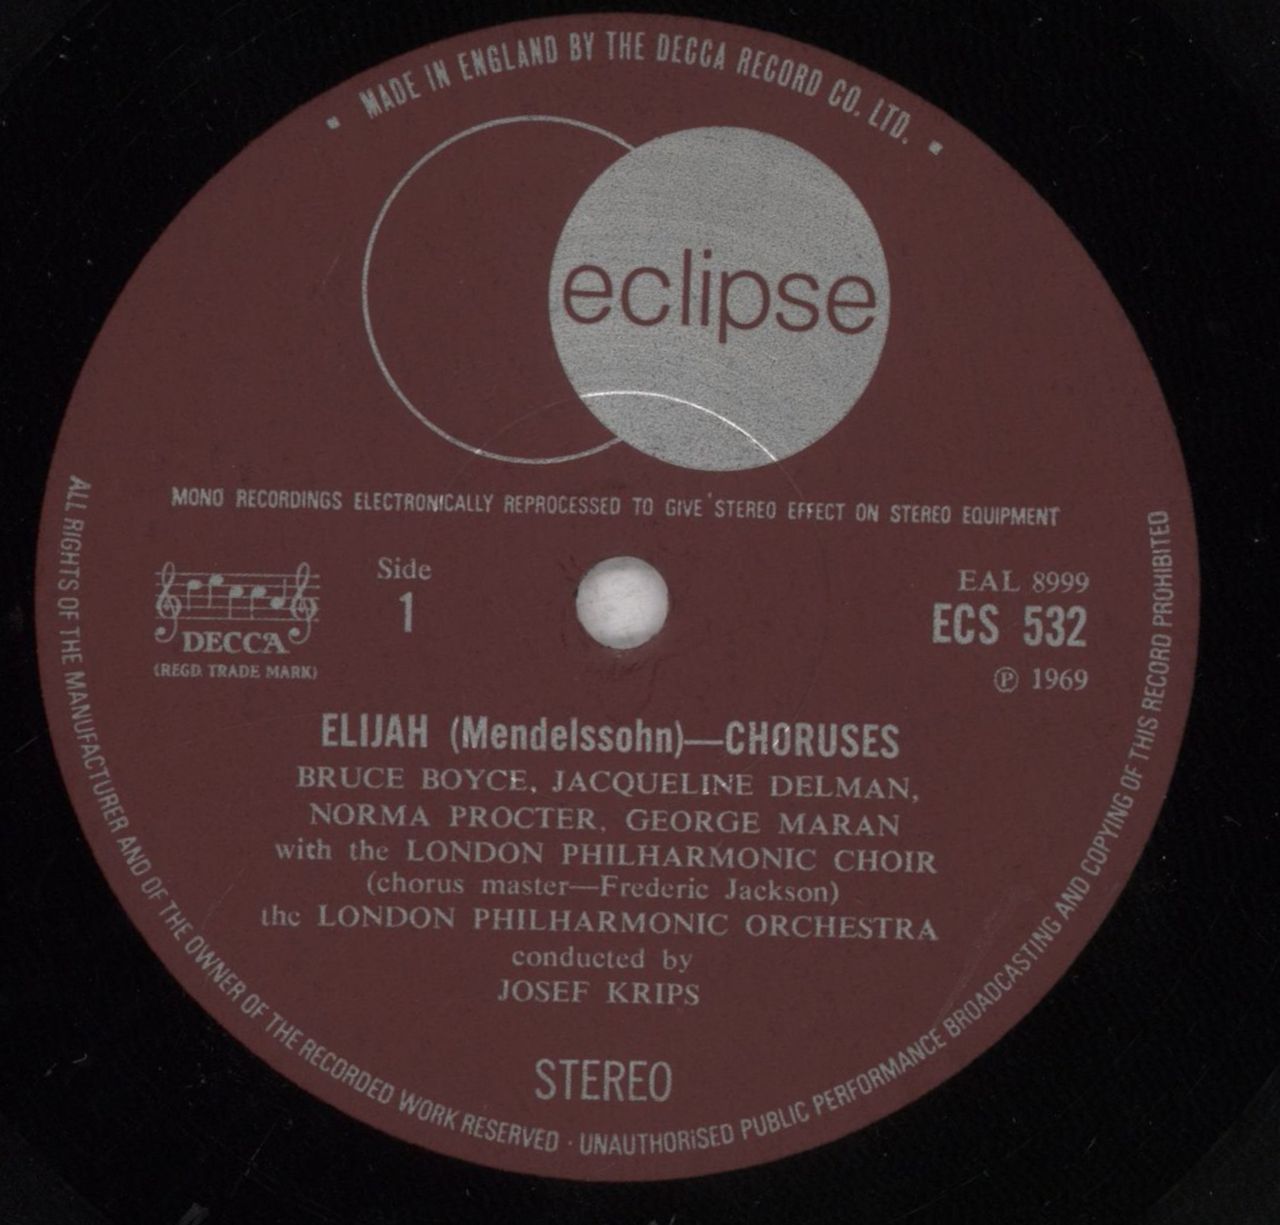 ▪ MADE IN ENGLAND BY THE DECCA RECORD CO. LTD. ▪
eclipse
MONO RECORDINGS ELECTRONICALLY REPROCESSED TO GIVE STEREO EFFECT ON STEREO EQUIPMENT
DECCA
(REGD. TRADE MARK)
Side
1
EAL 8999
ECS 532
Ⓟ 1969
ELIJAH (Mendelssohn)—CHORUSES
BRUCE BOYCE, JACQUELINE DELMAN,
NORMA PROCTER, GEORGE MARAN
with the LONDON PHILHARMONIC CHOIR
(chorus master—Frederic Jackson)
the LONDON PHILHARMONIC ORCHESTRA
conducted by
JOSEF KRIPS
STEREO
ALL RIGHTS OF THE MANUFACTURER AND OF THE OWNER OF THE RECORDED WORK RESERVED · UNAUTHORISED PUBLIC PERFORMANCE BROADCASTING AND COPYING OF THIS RECORD PROHIBITED